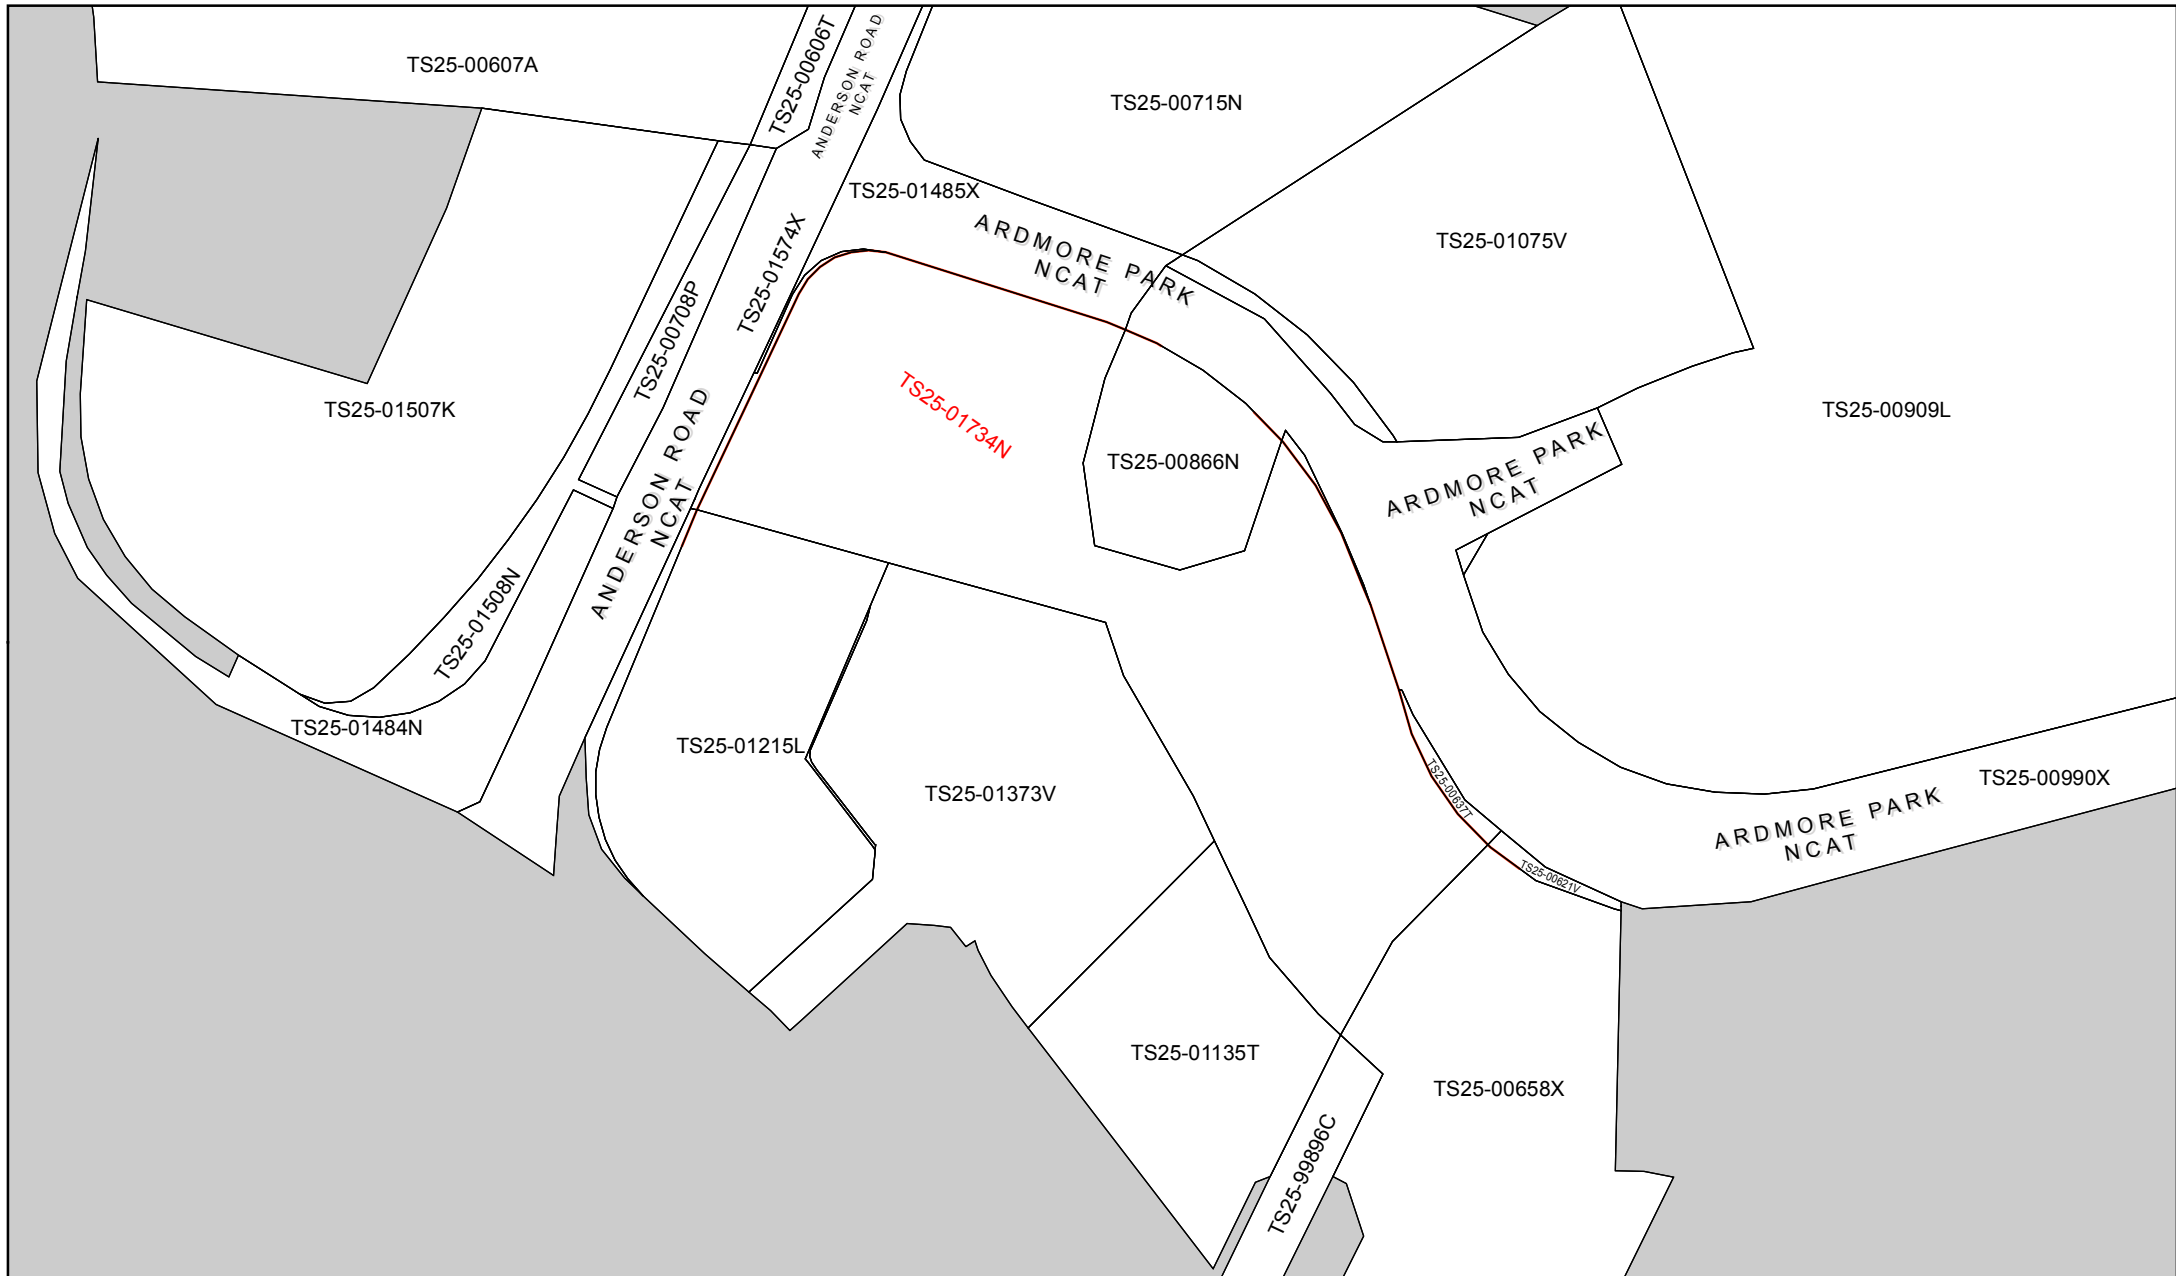 TS25-00607A
TS25-00606T
ANDERSON ROAD
NCAT
TS25-00715N
TS25-01485X
ARDMORE PARK
NCAT
TS25-01075V
TS25-01574X
TS25-00708P
TS25-01507K
TS25-01734N
TS25-00909L
ANDERSON ROAD
NCAT
TS25-00866N
ARDMORE PARK
NCAT
TS25-01508N
TS25-01484N
TS25-01215L
TS25-01373V
TS25-00637T
TS25-00990X
ARDMORE PARK
NCAT
TS25-00621V
TS25-01135T
TS25-00658X
TS25-99896C